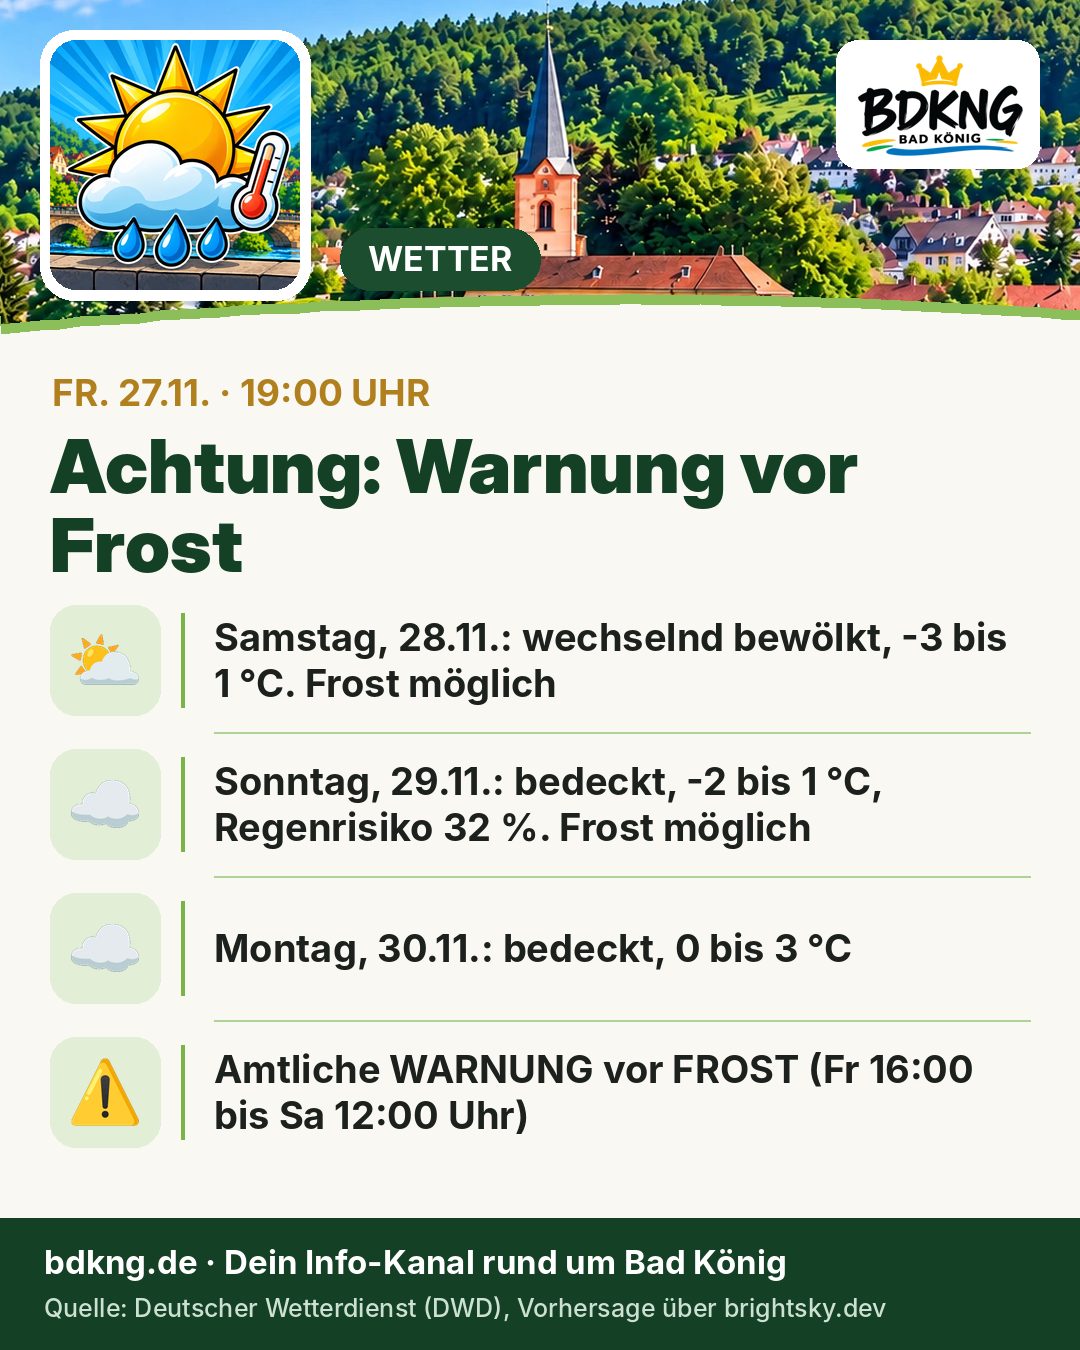 BDKNG
BAD KÖNIG
WETTER
FR. 27.11. · 19:00 UHR
Achtung: Warnung vor
Frost
Samstag, 28.11.: wechselnd bewölkt, -3 bis
1 °C. Frost möglich
Sonntag, 29.11.: bedeckt, -2 bis 1 °C,
Regenrisiko 32 %. Frost möglich
Montag, 30.11.: bedeckt, 0 bis 3 °C
Amtliche WARNUNG vor FROST (Fr 16:00
bis Sa 12:00 Uhr)
bdkng.de · Dein Info-Kanal rund um Bad König
Quelle: Deutscher Wetterdienst (DWD), Vorhersage über brightsky.dev